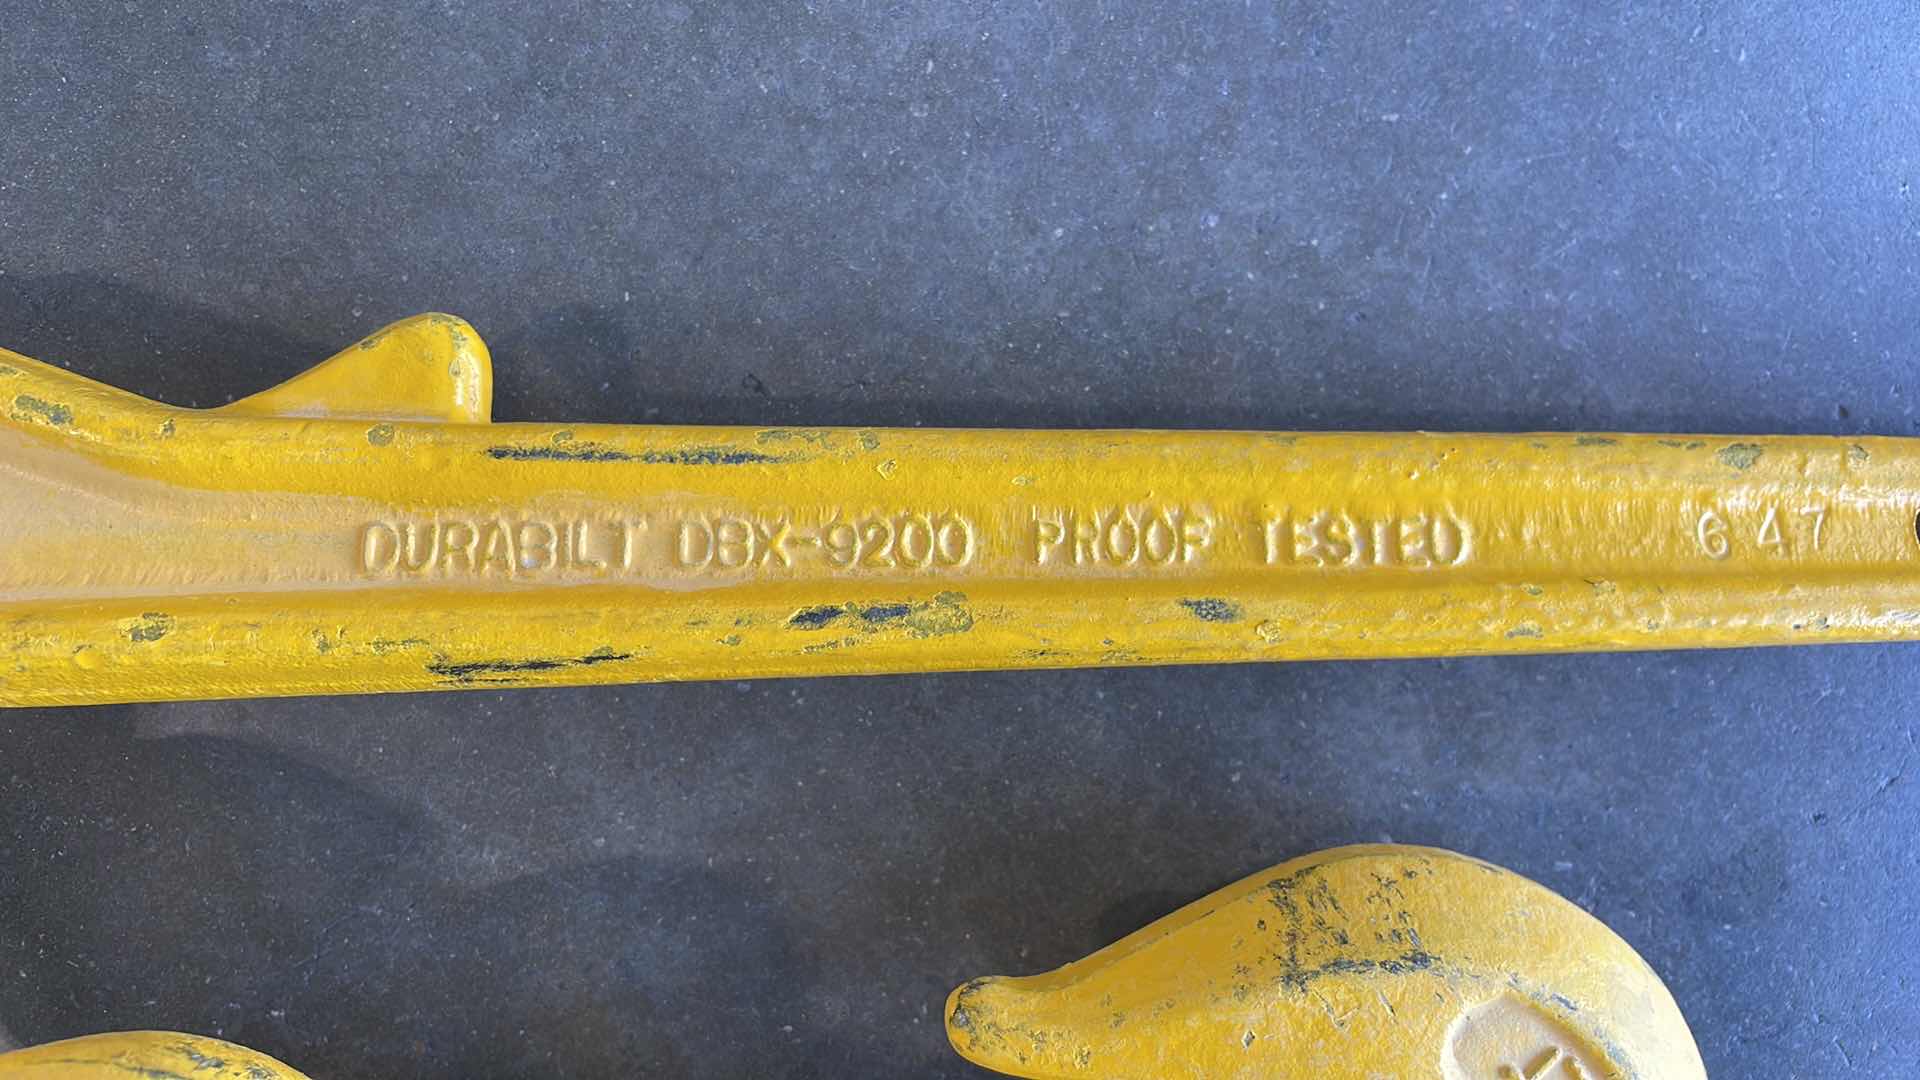 DURABILT DBX-9200 PROOF TESTED 647